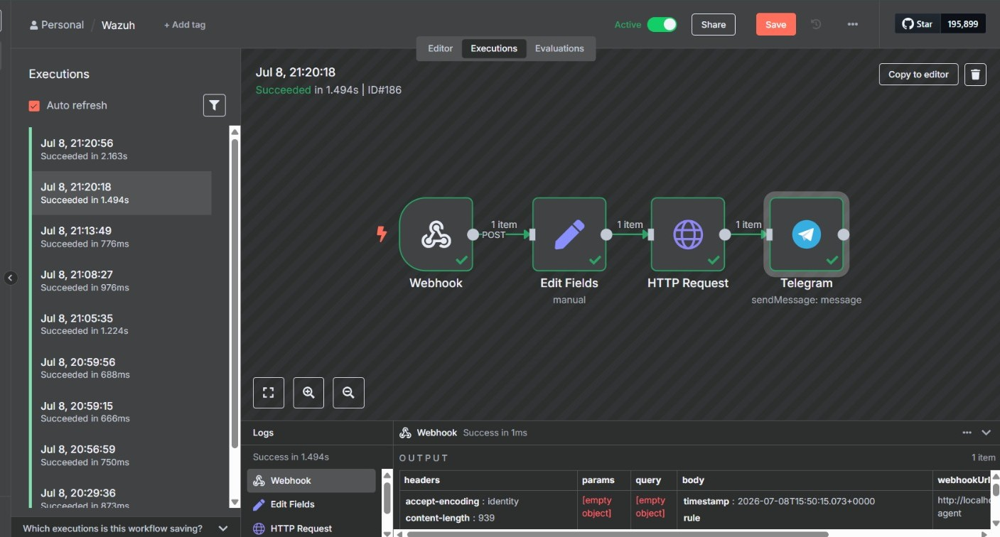 Personal / Wazuh + Add tag Active Share Save ••• Star 195,899
Editor Executions Evaluations
Executions
Auto refresh
Jul 8, 21:20:56
Succeeded in 2.163s
Jul 8, 21:20:18
Succeeded in 1.494s
Jul 8, 21:13:49
Succeeded in 776ms
Jul 8, 21:08:27
Succeeded in 976ms
Jul 8, 21:05:35
Succeeded in 1.224s
Jul 8, 20:59:56
Succeeded in 688ms
Jul 8, 20:59:15
Succeeded in 666ms
Jul 8, 20:56:59
Succeeded in 750ms
Jul 8, 20:29:36
Succeeded in 873ms
Which executions is this workflow saving?
Jul 8, 21:20:18
Succeeded in 1.494s | ID#186
Copy to editor
1 item 1 item 1 item
POST
Webhook Edit Fields HTTP Request Telegram
manual sendMessage: message
Logs
Success in 1.494s
Webhook
Edit Fields
HTTP Request
Webhook Success in 1ms •••
OUTPUT 1 item
headers params query body webhookUrl
accept-encoding : identity [empty [empty timestamp : 2026-07-08T15:50:15.073+0000 http://localho
object] object]
content-length : 939 rule agent